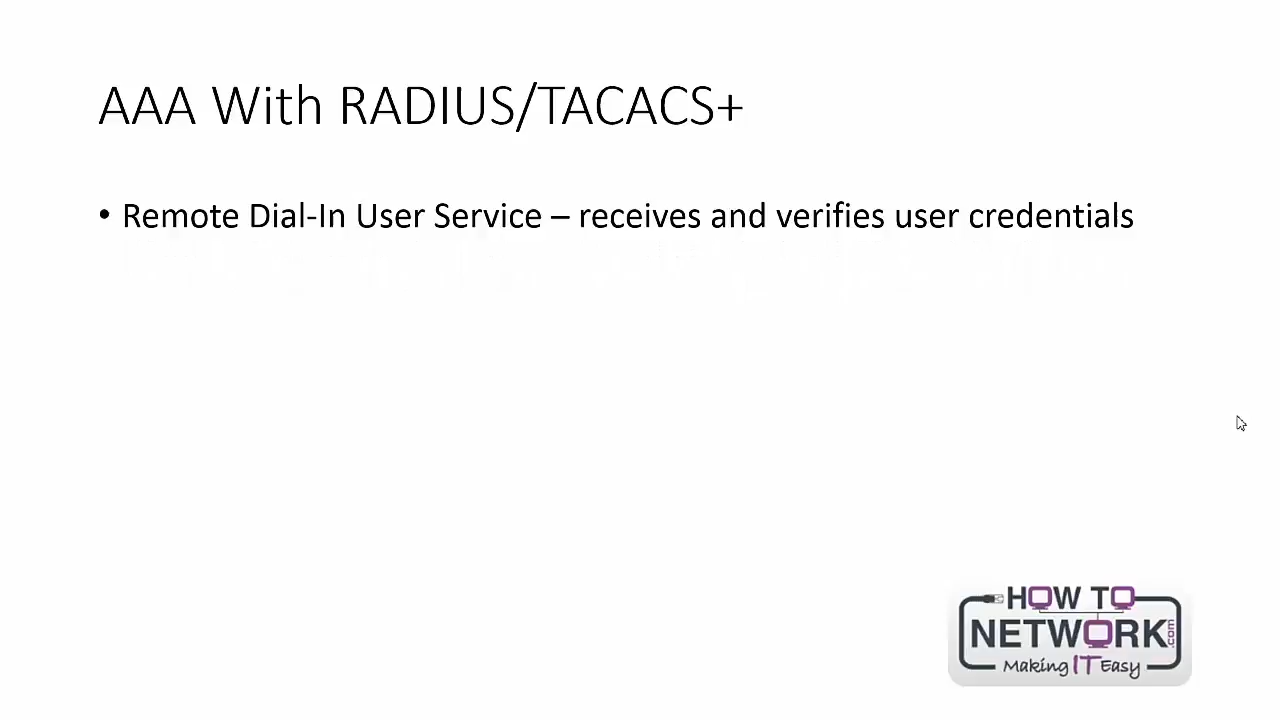 AAA With RADIUS/TACACS+
• Remote Dial-In User Service – receives and verifies user credentials
HOW TO
NETWORK.com
Making IT Easy